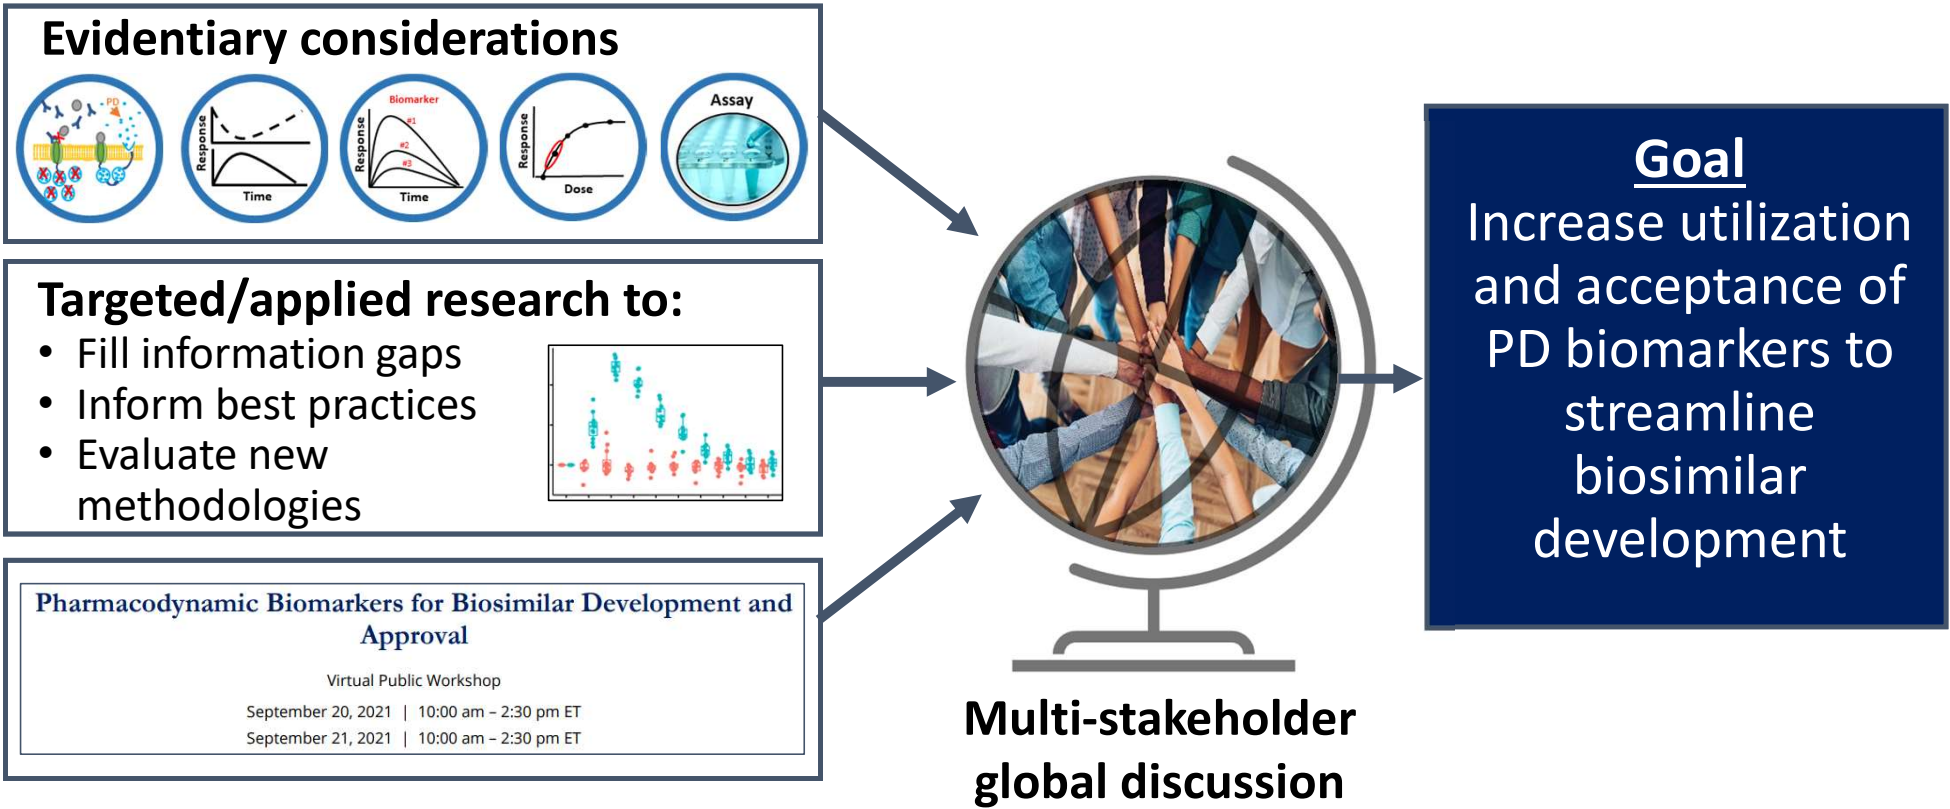 Evidentiary considerations
PD
Response
Time
Biomarker
#1
#2
#3
Response
Time
Response
Dose
Assay
Targeted/applied research to:
• Fill information gaps
• Inform best practices
• Evaluate new
methodologies
Pharmacodynamic Biomarkers for Biosimilar Development and
Approval
Virtual Public Workshop
September 20, 2021 | 10:00 am – 2:30 pm ET
September 21, 2021 | 10:00 am – 2:30 pm ET
Multi-stakeholder
global discussion
Goal
Increase utilization
and acceptance of
PD biomarkers to
streamline
biosimilar
development